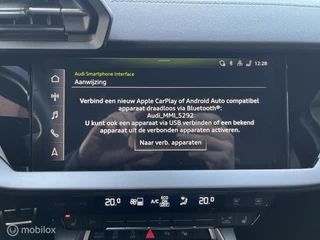 12:28
Audi Smartphone Interface
Aanwijzing
Verbind een nieuw Apple CarPlay of Android Auto compatibel
apparaat draadloos via Bluetooth®:
Audi_MMI_5292
U kunt ook een apparaat via USB verbinden of een bekend
apparaat uit de verbonden apparaten activeren.
Naar verb. apparaten
20.0
A/C
ECO
20.0
Marktplaats